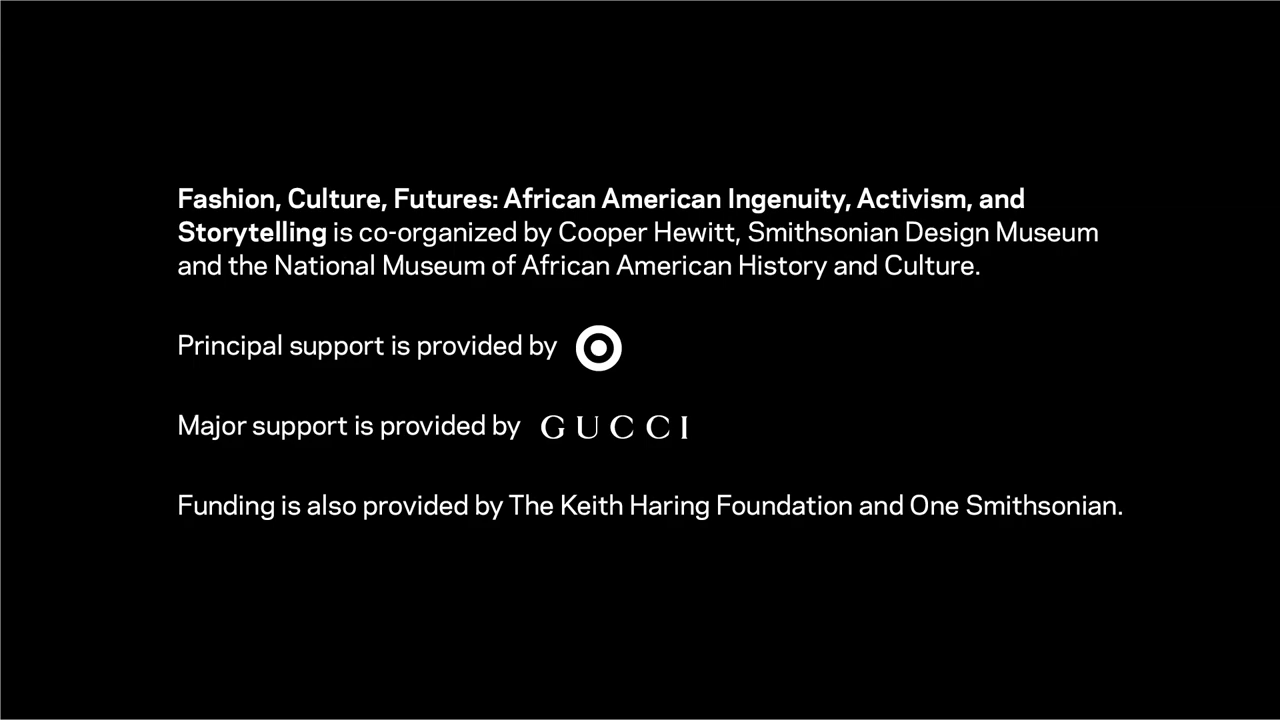 Fashion, Culture, Futures: African American Ingenuity, Activism, and
Storytelling is co-organized by Cooper Hewitt, Smithsonian Design Museum
and the National Museum of African American History and Culture.
Principal support is provided by
Major support is provided by GUCCI
Funding is also provided by The Keith Haring Foundation and One Smithsonian.